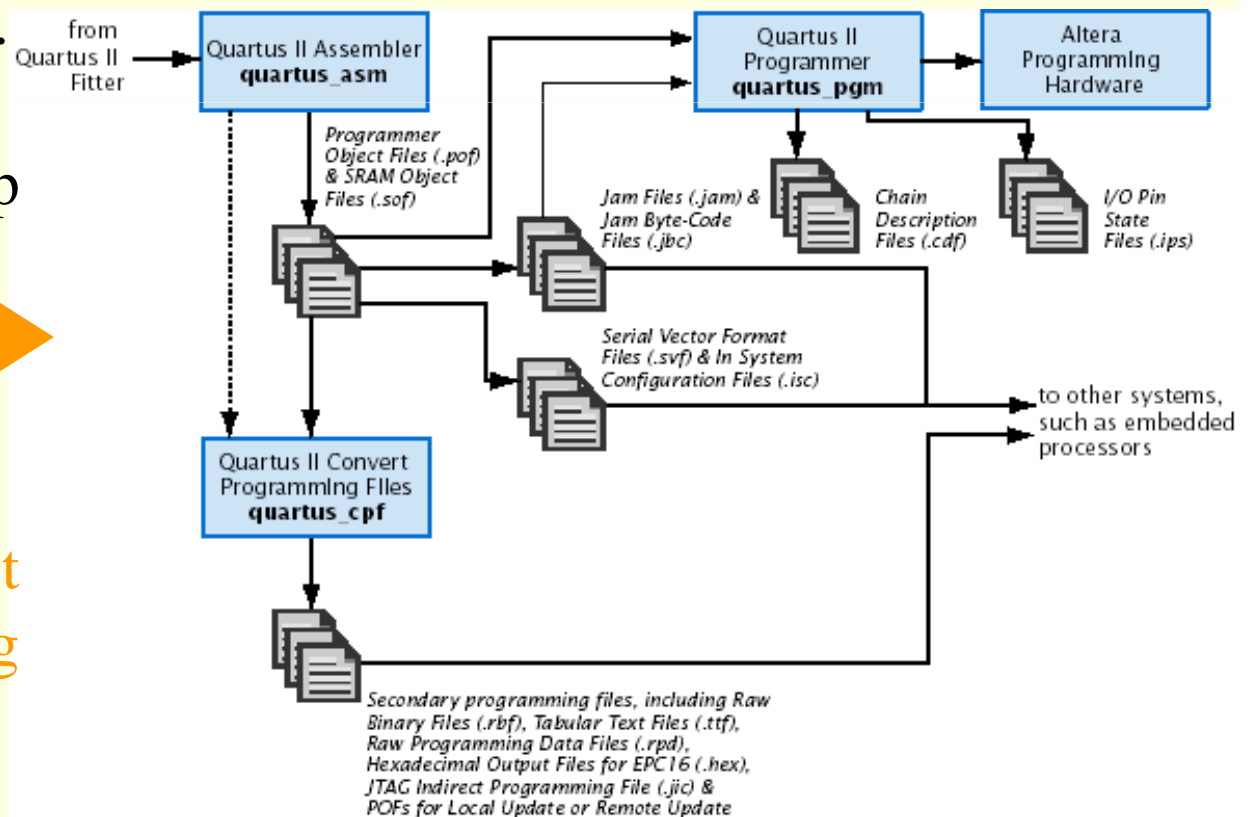 .
from
Quartus II
Fitter
Quartus II Assembler
quartus_asm
Quartus II
Programmer
quartus_pgm
Altera
Programming
Hardware
Programmer
Object Files (.pof)
& SRAM Object
Files (.sof)
p
Jam Files (.jam) &
Jam Byte-Code
Files (.jbc)
Chain
Description
Files (.cdf)
I/O Pin
State
Files (.ips)
Serial Vector Format
Files (.svf) & In System
Configuration Files (.isc)
to other systems,
such as embedded
processors
Quartus II Convert
Programming Files
quartus_cpf
t
g
Secondary programming files, including Raw
Binary Files (.rbf), Tabular Text Files (.ttf),
Raw Programming Data Files (.rpd),
Hexadecimal Output Files for EPC16 (.hex),
JTAG Indirect Programming File (.jic) &
POFs for Local Update or Remote Update